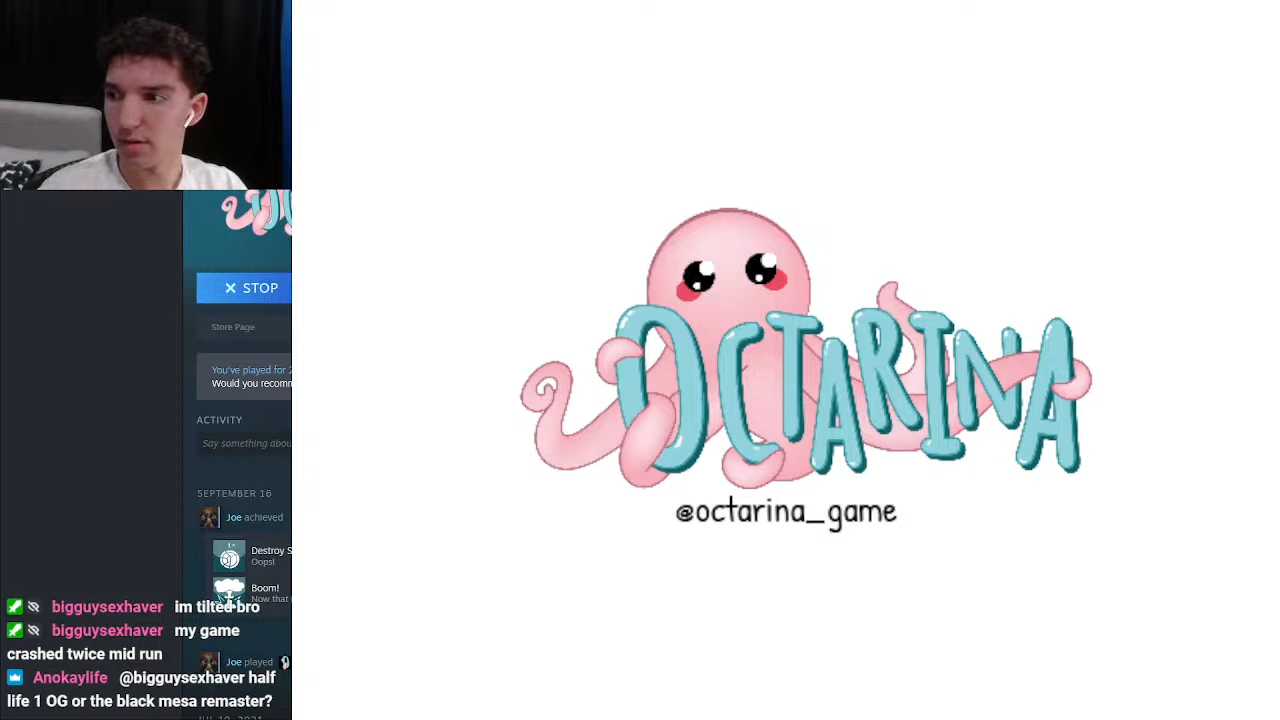 STOP
Store Page
You've played for 2
Would you recomm
ACTIVITY
Say something abou
SEPTEMBER 16
Joe achieved
Destroy S
Oops!
Boom!
Now that
Joe played
bigguysexhaver im tilted bro
bigguysexhaver my game
crashed twice mid run
Anokaylife @bigguysexhaver half
life 1 OG or the black mesa remaster?
OCTARINA
@octarina_game